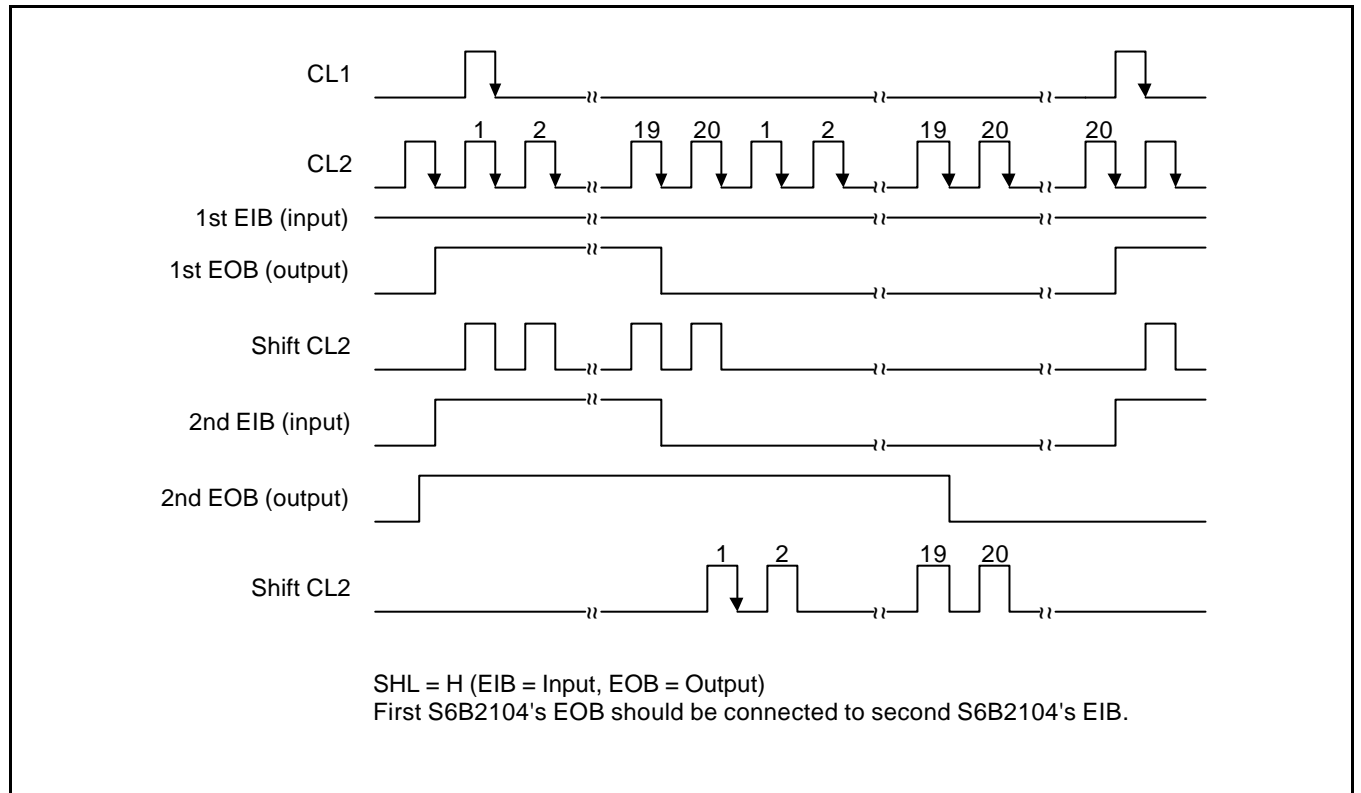 CL1
1 2 19 20 1 2 19 20 20
CL2
1st EIB (input)
1st EOB (output)
Shift CL2
2nd EIB (input)
2nd EOB (output)
1 2 19 20
Shift CL2
SHL = H (EIB = Input, EOB = Output)
First S6B2104's EOB should be connected to second S6B2104's EIB.